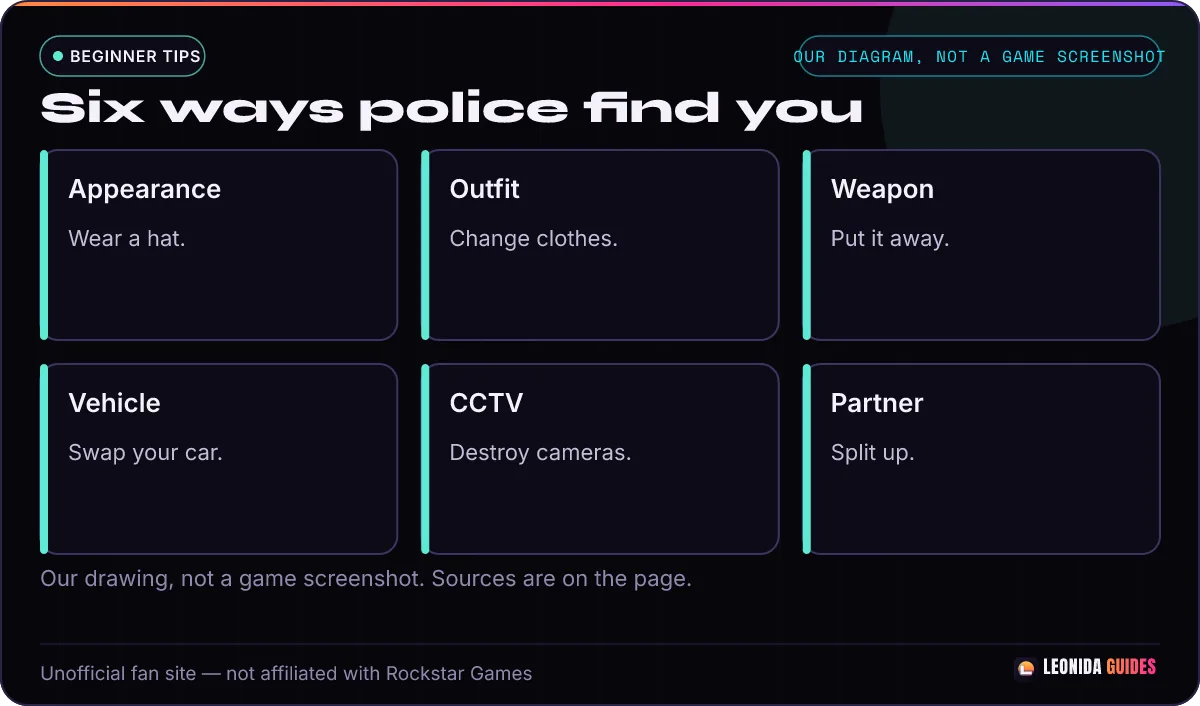 BEGINNER TIPS
OUR DIAGRAM, NOT A GAME SCREENSHOT
Six ways police find you
Appearance
Wear a hat.
Outfit
Change clothes.
Weapon
Put it away.
Vehicle
Swap your car.
CCTV
Destroy cameras.
Partner
Split up.
Our drawing, not a game screenshot. Sources are on the page.
Unofficial fan site — not affiliated with Rockstar Games
LEONIDA GUIDES